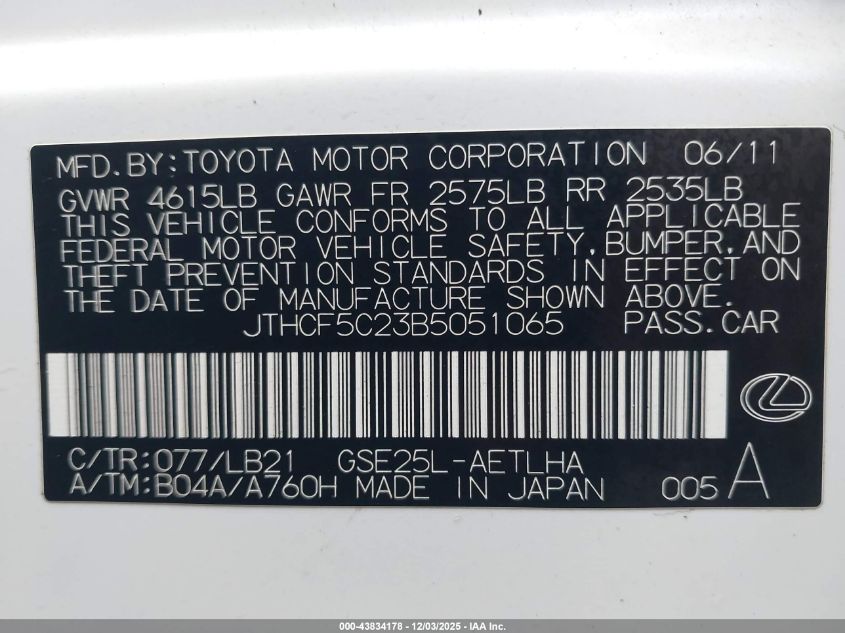 MFD.BY:TOYOTA MOTOR CORPORATION 06/11
GVWR 4615LB GAWR FR 2575LB RR 2535LB
THIS VEHICLE CONFORMS TO ALL APPLICABLE
FEDERAL MOTOR VEHICLE SAFETY,BUMPER,AND
THEFT PREVENTION STANDARDS IN EFFECT ON
THE DATE OF MANUFACTURE SHOWN ABOVE.
JTHCF5C23B5051065 PASS.CAR
C/TR:077/LB21 GSE25L-AETLHA
A/TM:B04A/A760H MADE IN JAPAN 005 A
000-43834178 - 12/03/2025 - IAA Inc.